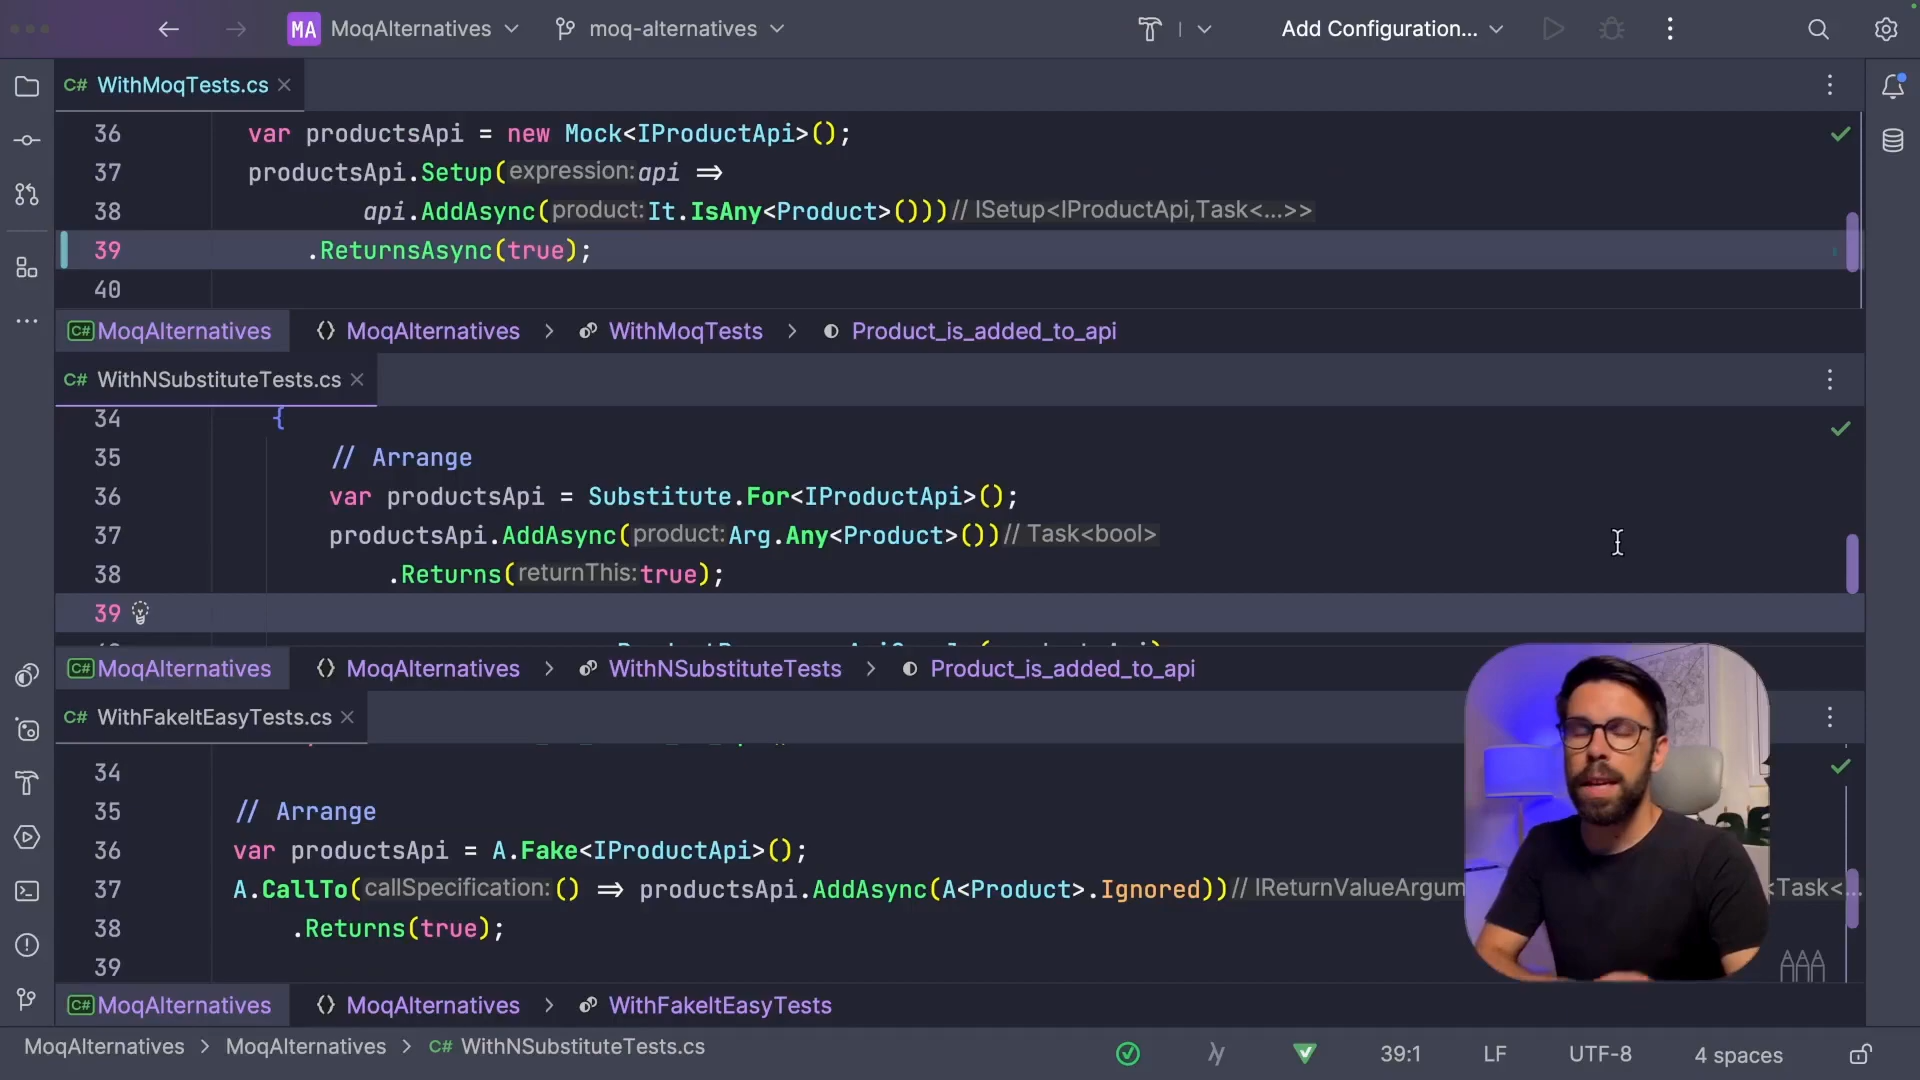 MA MoqAlternatives moq-alternatives Add Configuration...
C# WithMoqTests.cs
36 var productsApi = new Mock<IProductApi>();
37 productsApi.Setup(expression: api =>
38 api.AddAsync(product: It.IsAny<Product>())) // ISetup<IProductApi,Task<...>>
39 .ReturnsAsync(true);
40
C# MoqAlternatives {} MoqAlternatives > WithMoqTests > Product_is_added_to_api
C# WithNSubstituteTests.cs
34 {
35 // Arrange
36 var productsApi = Substitute.For<IProductApi>();
37 productsApi.AddAsync(product: Arg.Any<Product>()) // Task<bool>
38 .Returns(returnThis: true);
39
C# MoqAlternatives {} MoqAlternatives > WithNSubstituteTests > Product_is_added_to_api
C# WithFakeItEasyTests.cs
34
35 // Arrange
36 var productsApi = A.Fake<IProductApi>();
37 A.CallTo(callSpecification: () => productsApi.AddAsync(A<Product>.Ignored)) // IReturnValueArgum <Task<...
38 .Returns(true);
39
C# MoqAlternatives {} MoqAlternatives > WithFakeItEasyTests
MoqAlternatives > MoqAlternatives > C# WithNSubstituteTests.cs 39:1 LF UTF-8 4 spaces